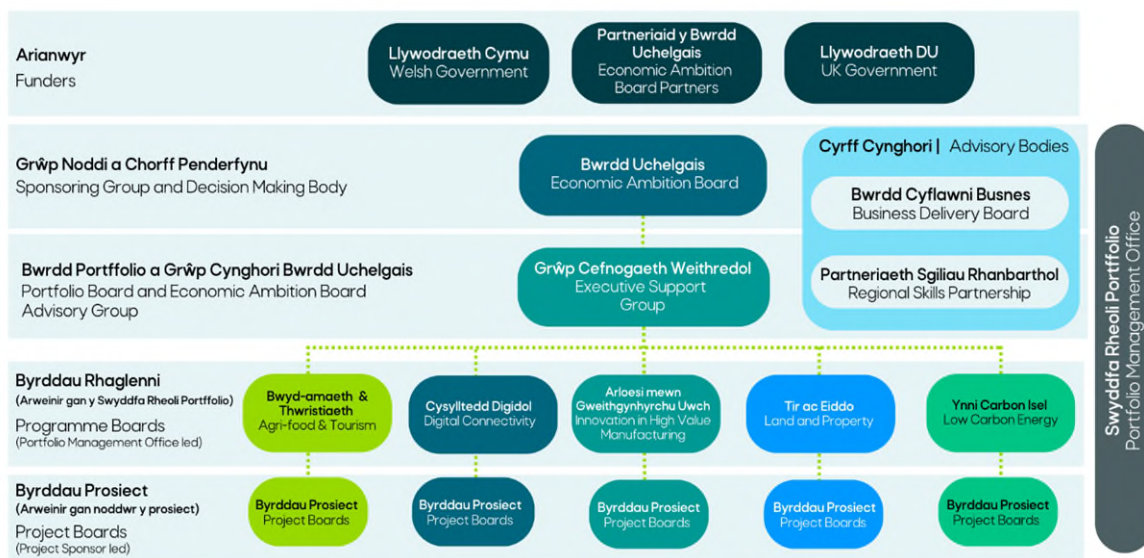 Arianwyr
Funders
Llywodraeth Cymu
Welsh Government
Partneriaid y Bwrdd
Uchelgais
Economic Ambition
Board Partners
Llywodraeth DU
UK Government
Grŵp Noddi a Chorff Penderfynu
Sponsoring Group and Decision Making Body
Bwrdd Uchelgais
Economic Ambition Board
Cyrff Cynghori | Advisory Bodies
Bwrdd Cyflawni Busnes
Business Delivery Board
Partneriaeth Sgiliau Rhanbarthol
Regional Skills Partnership
Bwrdd Portffolio a Grŵp Cynghori Bwrdd Uchelgais
Portfolio Board and Economic Ambition Board
Advisory Group
Grŵp Cefnogaeth Weithredol
Executive Support
Group
Byrddau Rhaglenni
(Arweinir gan y Swyddfa Rheoli Portffolio)
Programme Boards
(Portfolio Management Office led)
Bwyd-amaeth &
Thwristiaeth
Agri-food & Tourism
Cysylltedd Digidol
Digital Connectivity
Arloesi mewn
Gweithgynhyrchu Uwch
Innovation in High Value
Manufacturing
Tir ac Eiddo
Land and Property
Ynni Carbon Isel
Low Carbon Energy
Byrddau Prosiect
(Arweinir gan noddwr y prosiect)
Project Boards
(Project Sponsor led)
Byrddau Prosiect
Project Boards
Byrddau Prosiect
Project Boards
Byrddau Prosiect
Project Boards
Byrddau Prosiect
Project Boards
Byrddau Prosiect
Project Boards
Swyddfa Rheoli Portffolio
Portfolio Management Office